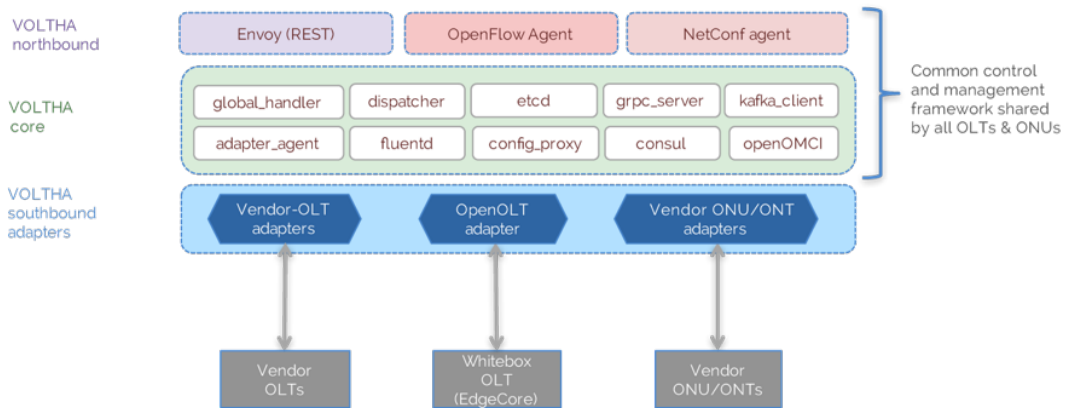 VOLTHA
northbound
Envoy (REST)
OpenFlow Agent
NetConf agent
VOLTHA
core
global_handler
dispatcher
etcd
grpc_server
kafka_client
adapter_agent
fluentd
config_proxy
consul
openOMCI
Common control
and management
framework shared
by all OLTs & ONUs
VOLTHA
southbound
adapters
Vendor-OLT
adapters
OpenOLT
adapter
Vendor ONU/ONT
adapters
Vendor
OLTs
Whitebox
OLT
(EdgeCore)
Vendor
ONU/ONTs